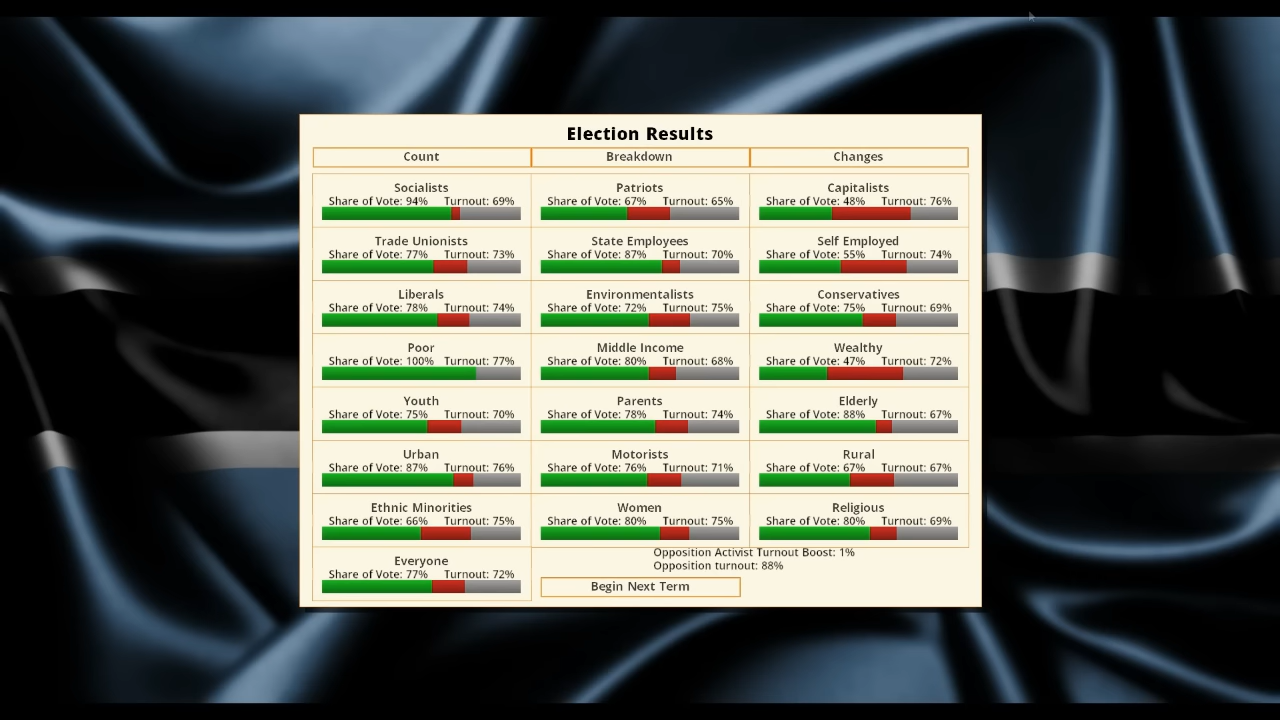 Election Results
Count Breakdown Changes
Socialists Patriots Capitalists
Share of Vote: 94% Turnout: 69% Share of Vote: 67% Turnout: 65% Share of Vote: 48% Turnout: 76%
Trade Unionists State Employees Self Employed
Share of Vote: 77% Turnout: 73% Share of Vote: 87% Turnout: 70% Share of Vote: 55% Turnout: 74%
Liberals Environmentalists Conservatives
Share of Vote: 78% Turnout: 74% Share of Vote: 72% Turnout: 75% Share of Vote: 75% Turnout: 69%
Poor Middle Income Wealthy
Share of Vote: 100% Turnout: 77% Share of Vote: 80% Turnout: 68% Share of Vote: 47% Turnout: 72%
Youth Parents Elderly
Share of Vote: 75% Turnout: 70% Share of Vote: 78% Turnout: 74% Share of Vote: 88% Turnout: 67%
Urban Motorists Rural
Share of Vote: 87% Turnout: 76% Share of Vote: 76% Turnout: 71% Share of Vote: 67% Turnout: 67%
Ethnic Minorities Women Religious
Share of Vote: 66% Turnout: 75% Share of Vote: 80% Turnout: 75% Share of Vote: 80% Turnout: 69%
Opposition Activist Turnout Boost: 1%
Everyone Opposition turnout: 88%
Share of Vote: 77% Turnout: 72%
Begin Next Term